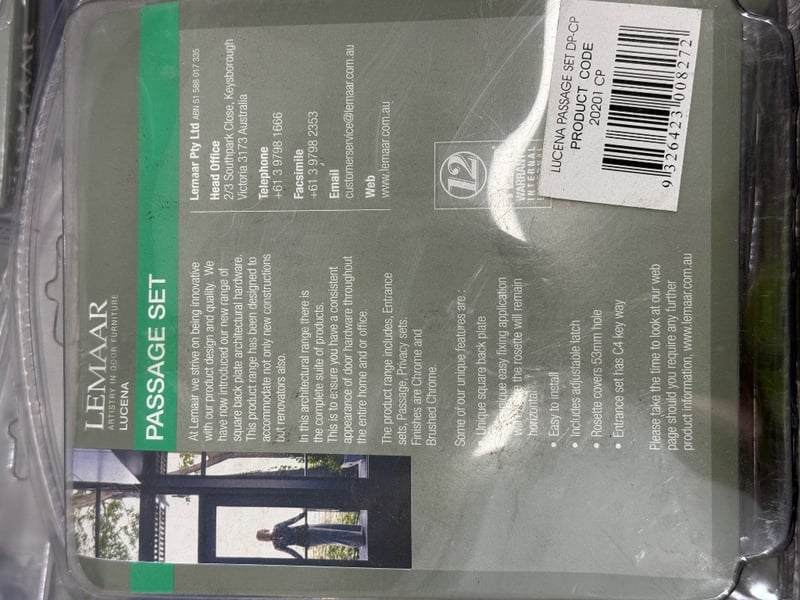 LEMAAR
ARTISTRY IN DOOR FURNITURE
LUCENA
PASSAGE SET
At Lemaar we strive on being innovative
with our product design and quality. We
have now introduced our new range of
square back plate architectural hardware.
This product range has been designed to
accommodate not only new constructions
but renovators also.
In this architectural range there is
the complete suite of products.
This is to ensure you have a consistent
appearance of door hardware throughout
the entire home and or office.
The product range includes, Entrance
sets, Passage, Privacy sets.
Finishes are Chrome and
Brushed Chrome.
Some of our unique features are :
• Unique square back plate
easy fixing application
the rosette will remain
horizontal
• Easy to install
• Includes adjustable latch
• Rosette covers 53mm hole
• Entrance set has C4 key way
Please take the time to look at our web
page should you require any further
product information, www.lemaar.com.au
Lemaar Pty Ltd ABN 51 588 017 335
Head Office
2/3 Southpark Close, Keysborough
Victoria 3173 Australia
Telephone
+61 3 9798 1666
Facsimile
+61 3 9798 2353
Email
customerservice@lemaar.com.au
Web
www.lemaar.com.au
12
INTERNAL
LUCENA PASSAGE SET DP-CP
PRODUCT CODE
20201 CP
9 326423 008272